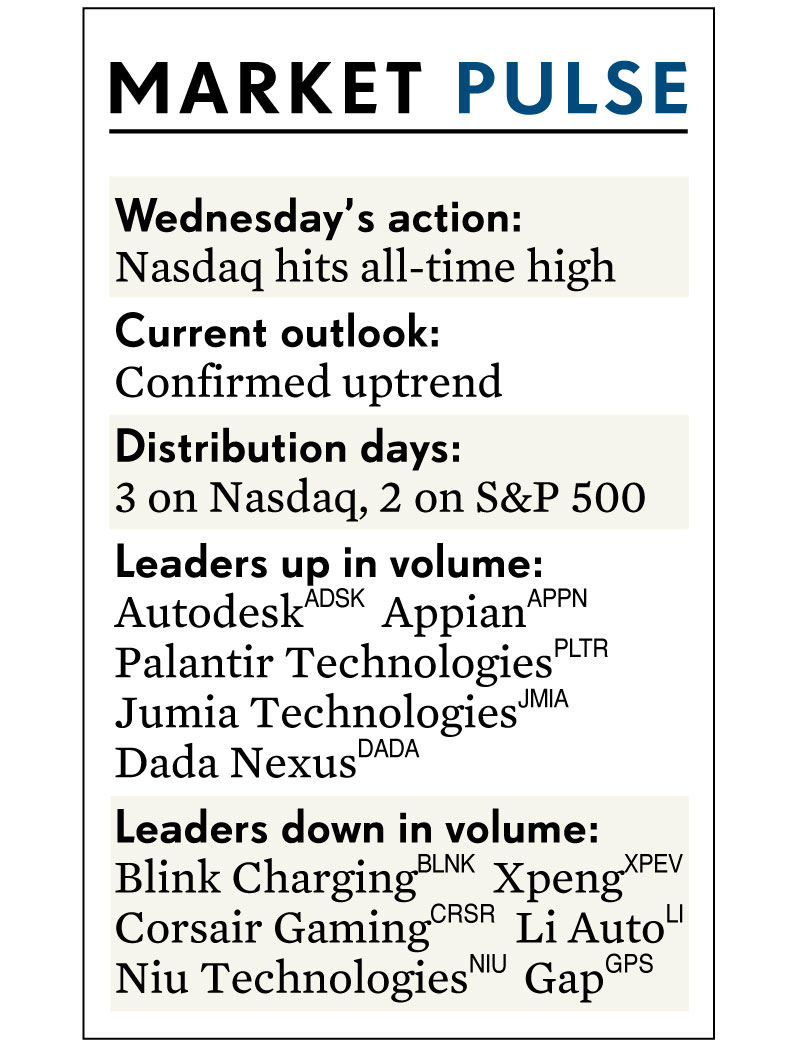 MARKET PULSE
Wednesday’s action:
Nasdaq hits all-time high
Current outlook:
Confirmed uptrend
Distribution days:
3 on Nasdaq, 2 on S&P 500
Leaders up in volume:
Autodesk ADSK Appian APPN
Palantir Technologies PLTR
Jumia Technologies JMIA
Dada Nexus DADA
Leaders down in volume:
Blink Charging BLNK Xpeng XPEV
Corsair Gaming CRSR Li Auto LI
Niu Technologies NIU Gap GPS